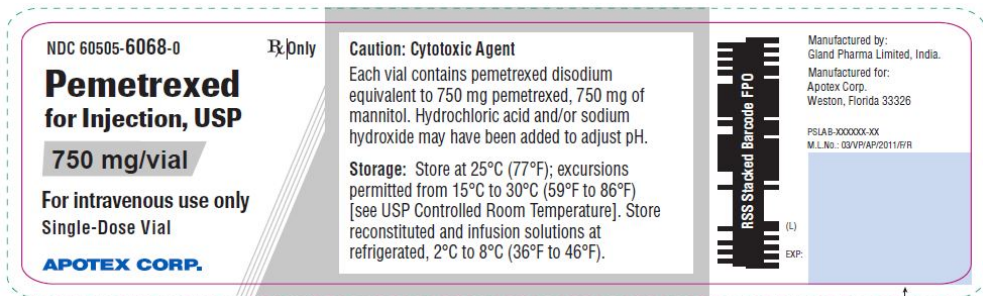 NDC 60505-6068-0
Rx Only
Pemetrexed
for Injection, USP
750 mg/vial
For intravenous use only
Single-Dose Vial
APOTEX CORP.
Caution: Cytotoxic Agent
Each vial contains pemetrexed disodium
equivalent to 750 mg pemetrexed, 750 mg of
mannitol. Hydrochloric acid and/or sodium
hydroxide may have been added to adjust pH.
Storage: Store at 25°C (77°F); excursions
permitted from 15°C to 30°C (59°F to 86°F)
[see USP Controlled Room Temperature]. Store
reconstituted and infusion solutions at
refrigerated, 2°C to 8°C (36°F to 46°F).
RSS Stacked Barcode FPO
Manufactured by:
Gland Pharma Limited, India.
Manufactured for:
Apotex Corp.
Weston, Florida 33326
PSLAB-XXXXXX-XX
M.L.No.: 03/VP/AP/2011/F/R
(L)
EXP: